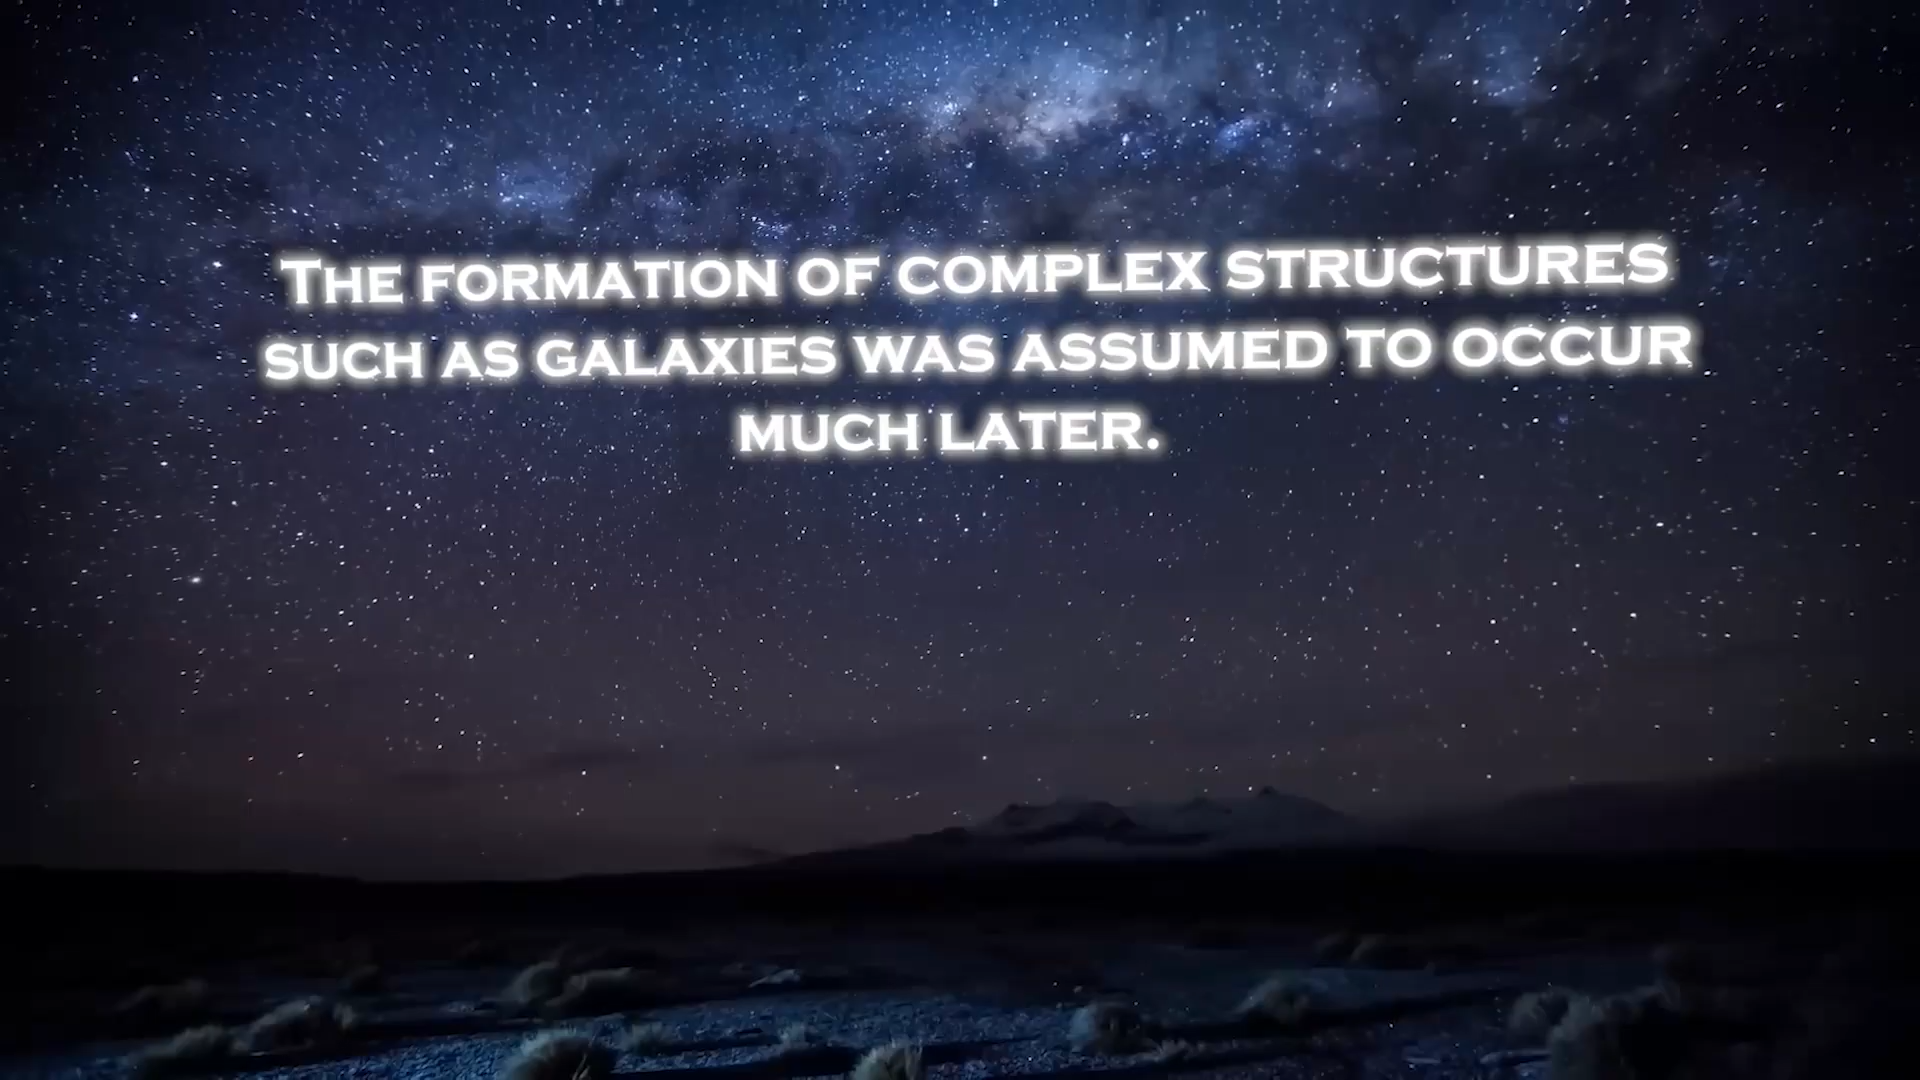 The formation of complex structures
such as galaxies was assumed to occur
much later.